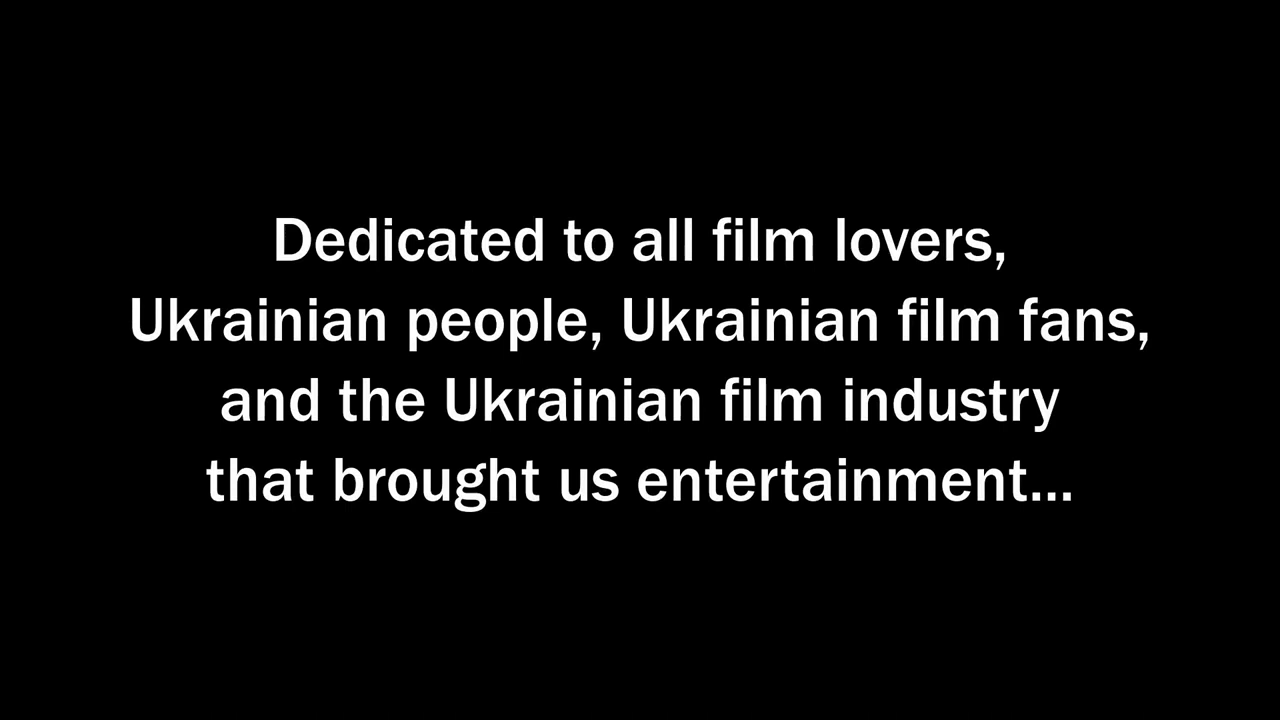 Dedicated to all film lovers,
Ukrainian people, Ukrainian film fans,
and the Ukrainian film industry
that brought us entertainment...